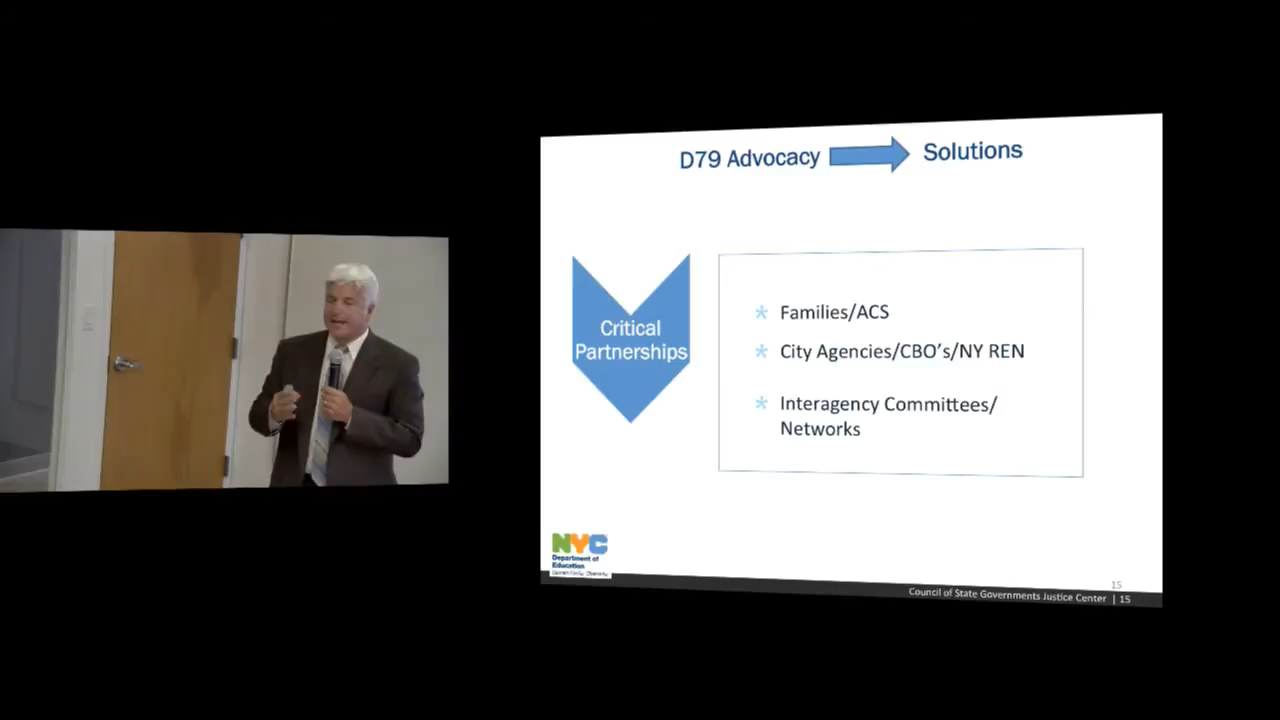 D79 Advocacy
Solutions
Critical
Partnerships
* Families/ACS
* City Agencies/CBO's/NY REN
* Interagency Committees/
Networks
NYC
Department of
Education
15
Council of State Governments Justice Center | 15